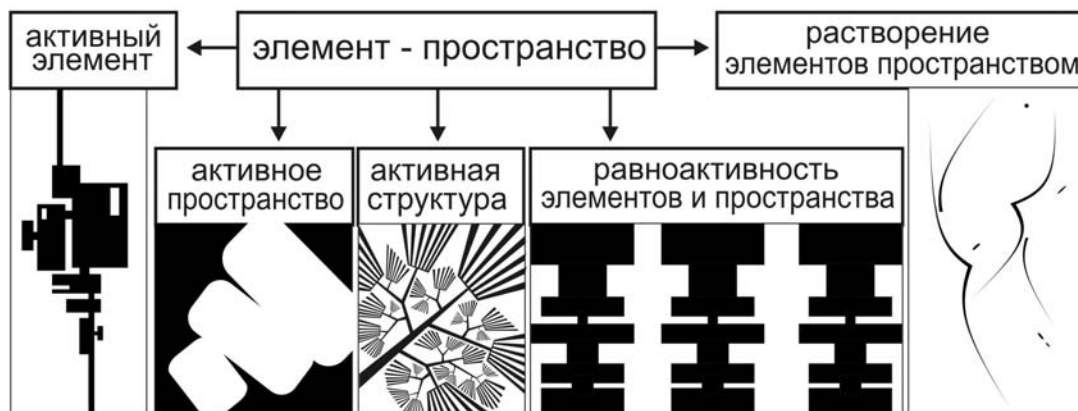 активный
элемент
элемент - пространство
растворение
элементов пространством
активное
пространство
активная
структура
равноактивность
элементов и пространства